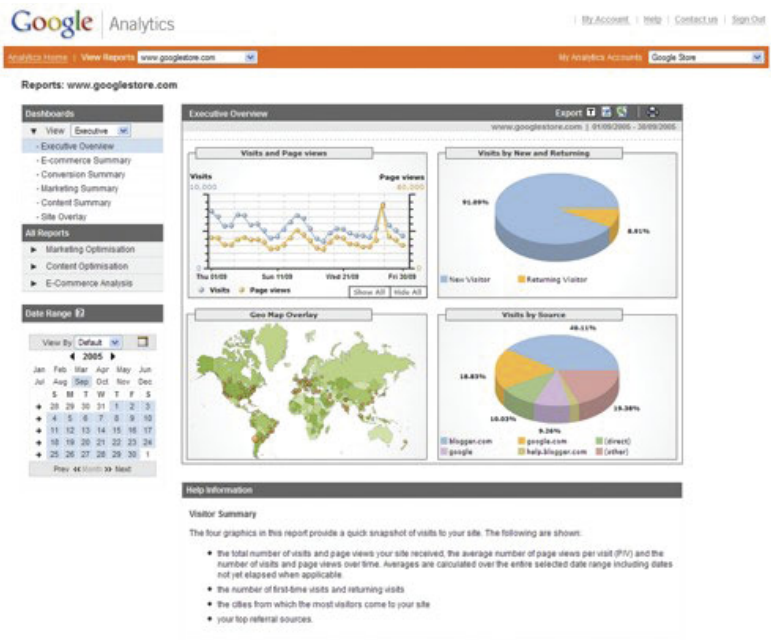 Google Analytics
My Account | Help | Contact us | Sign Out
Analytics Home | View Reports www.googlestore.com
My Analytics Accounts Google Store
Reports: www.googlestore.com
Dashboards
View Executive
- Executive Overview
- E-commerce Summary
- Conversion Summary
- Marketing Summary
- Content Summary
- Site Overlay
All Reports
Marketing Optimisation
Content Optimisation
E-Commerce Analysis
Date Range ?
View By Default
2005
Jan Feb Mar Apr May Jun
Jul Aug Sep Oct Nov Dec
S M T W T F S
28 29 30 31 1 2 3
4 5 6 7 8 9 10
11 12 13 14 15 16 17
18 19 20 21 22 23 24
25 26 27 28 29 30 1
Prev << Month >> Next
Executive Overview
Export T
www.googlestore.com | 01/09/2005 - 30/09/2005
Visits and Page views
Visits
10,000
Page views
0
0
Thu 01/09 Sun 11/09 Wed 21/09 Fri 30/09
Visits Page views
Show All Hide All
Visits by New and Returning
91.09%
8.91%
New Visitor Returning Visitor
Geo Map Overlay
Visits by Source
18.83%
10.03%
9.26%
19.38%
blogger.com google.com (direct)
google help.blogger.com (other)
Help Information
Visitor Summary
The four graphics in this report provide a quick snapshot of visits to your site. The following are shown:
• the total number of visits and page views your site received, the average number of page views per visit (P/V) and the
number of visits and page views over time. Averages are calculated over the entire selected date range including dates
not yet elapsed when applicable.
• the number of first-time visits and returning visits
• the cities from which the most visitors come to your site
• your top referral sources.